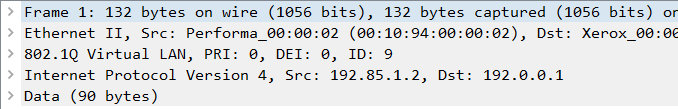 Frame 1: 132 bytes on wire (1056 bits), 132 bytes captured (1056 bits) on
Ethernet II, Src: Performa_00:00:02 (00:10:94:00:00:02), Dst: Xerox_00:00
802.1Q Virtual LAN, PRI: 0, DEI: 0, ID: 9
Internet Protocol Version 4, Src: 192.85.1.2, Dst: 192.0.0.1
Data (90 bytes)